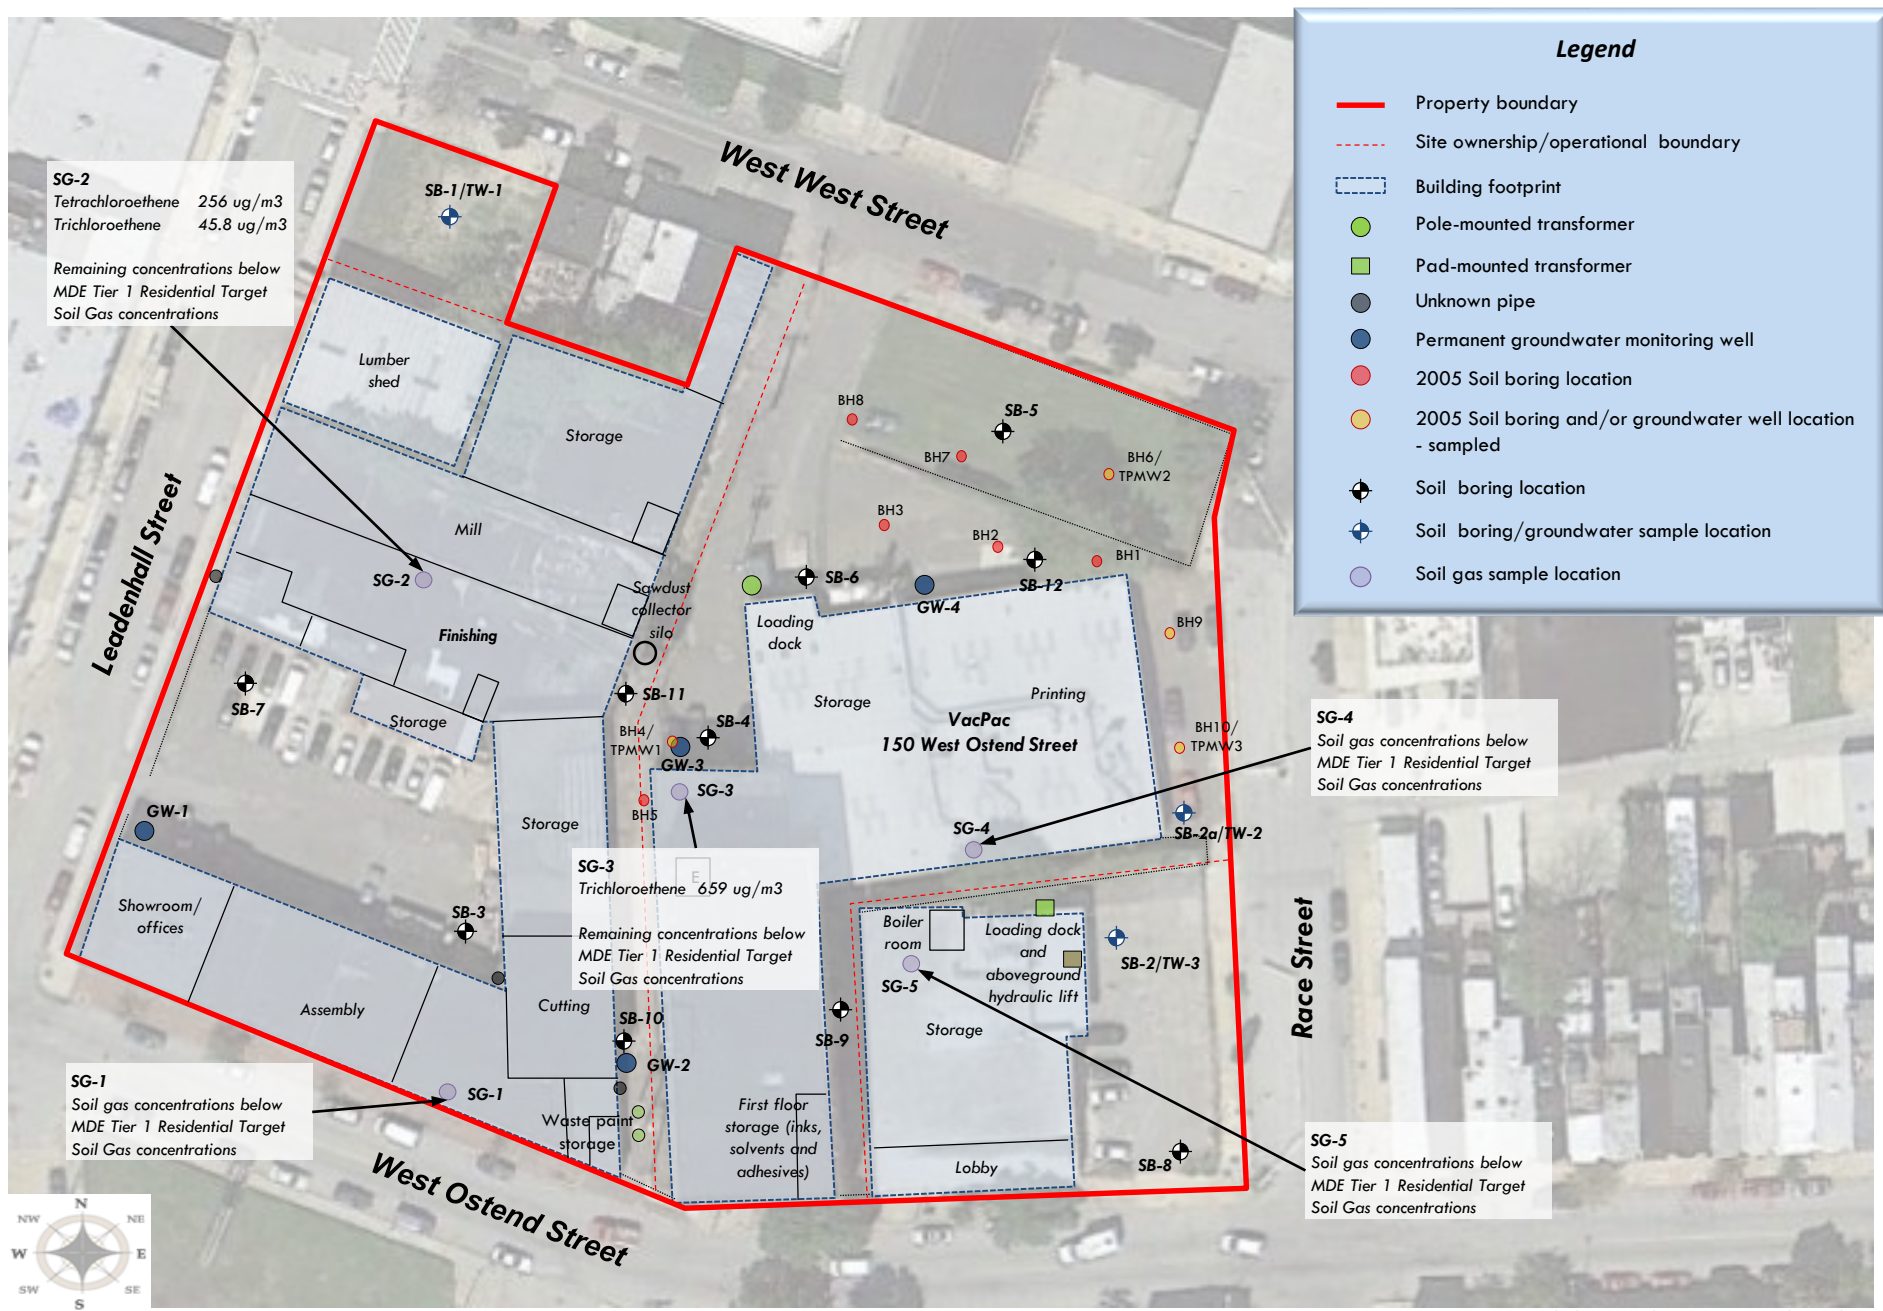 Legend
Property boundary
Site ownership/operational boundary
Building footprint
Pole-mounted transformer
Pad-mounted transformer
Unknown pipe
Permanent groundwater monitoring well
2005 Soil boring location
2005 Soil boring and/or groundwater well location
- sampled
Soil boring location
Soil boring/groundwater sample location
Soil gas sample location
West West Street
SG-2
Tetrachloroethene 256 ug/m3
Trichloroethene 45.8 ug/m3
Remaining concentrations below
MDE Tier 1 Residential Target
Soil Gas concentrations
SB-1/TW-1
Lumber
shed
Storage
BH8
SB-5
BH7
BH6/
TPMW2
Leadenhall Street
Mill
BH3
BH2
BH1
SG-2
SB-6
GW-4
SB-12
Sawdust
collector
silo
Finishing
Loading
dock
BH9
SB-7
Storage
SB-11
Storage
Printing
SB-4
BH4/
TPMW1
GW-3
VacPac
150 West Ostend Street
BH10/
TPMW3
SG-4
Soil gas concentrations below
MDE Tier 1 Residential Target
Soil Gas concentrations
SG-3
BH5
GW-1
Storage
SG-4
SB-2a/TW-2
SG-3
Trichloroethene 659 ug/m3
Remaining concentrations below
MDE Tier 1 Residential Target
Soil Gas concentrations
E
Showroom/
offices
SB-3
Boiler
room
Loading dock
and
aboveground
hydraulic lift
SB-2/TW-3
SG-5
Race Street
Assembly
Cutting
SB-10
SB-9
Storage
GW-2
SG-1
Soil gas concentrations below
MDE Tier 1 Residential Target
Soil Gas concentrations
SG-1
Waste paint
storage
First floor
storage (inks,
solvents and
adhesives)
Lobby
SB-8
SG-5
Soil gas concentrations below
MDE Tier 1 Residential Target
Soil Gas concentrations
West Ostend Street
N
NW
NE
W
E
SW
SE
S